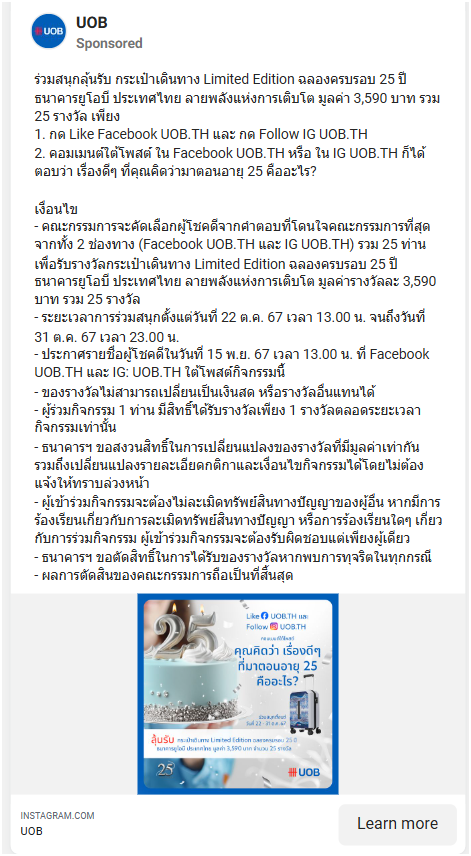 UOB
UOB
Sponsored
ร่วมสนุกลุ้นรับ กระเป๋าเดินทาง Limited Edition ฉลองครบรอบ 25 ปี
ธนาคารยูโอบี ประเทศไทย ลายพลังแห่งการเติบโต มูลค่า 3,590 บาท รวม
25 รางวัล เพียง
1. กด Like Facebook UOB.TH และ กด Follow IG UOB.TH
2. คอมเมนต์ใต้โพสต์ ใน Facebook UOB.TH หรือ ใน IG UOB.TH ก็ได้
ตอบว่า เรื่องดีๆ ที่คุณคิดว่ามาตอนอายุ 25 คืออะไร?
เงื่อนไข
- คณะกรรมการจะคัดเลือกผู้โชคดีจากคำตอบที่โดนใจคณะกรรมการที่สุด
จากทั้ง 2 ช่องทาง (Facebook UOB.TH และ IG UOB.TH) รวม 25 ท่าน
เพื่อรับรางวัลกระเป๋าเดินทาง Limited Edition ฉลองครบรอบ 25 ปี
ธนาคารยูโอบี ประเทศไทย ลายพลังแห่งการเติบโต มูลค่ารางวัลละ 3,590
บาท รวม 25 รางวัล
- ระยะเวลาการร่วมสนุกตั้งแต่วันที่ 22 ต.ค. 67 เวลา 13.00 น. จนถึงวันที่
31 ต.ค. 67 เวลา 23.00 น.
- ประกาศรายชื่อผู้โชคดีในวันที่ 15 พ.ย. 67 เวลา 13.00 น. ที่ Facebook
UOB.TH และ IG: UOB.TH ใต้โพสต์กิจกรรมนี้
- ของรางวัลไม่สามารถเปลี่ยนเป็นเงินสด หรือรางวัลอื่นแทนได้
- ผู้ร่วมกิจกรรม 1 ท่าน มีสิทธิ์ได้รับรางวัลเพียง 1 รางวัลตลอดระยะเวลา
กิจกรรมเท่านั้น
- ธนาคารฯ ขอสงวนสิทธิ์ในการเปลี่ยนแปลงของรางวัลที่มีมูลค่าเท่ากัน
รวมถึงเปลี่ยนแปลงรายละเอียดกติกาและเงื่อนไขกิจกรรมได้โดยไม่ต้อง
แจ้งให้ทราบล่วงหน้า
- ผู้เข้าร่วมกิจกรรมจะต้องไม่ละเมิดทรัพย์สินทางปัญญาของผู้อื่น หากมีการ
ร้องเรียนเกี่ยวกับการละเมิดทรัพย์สินทางปัญญา หรือการร้องเรียนใดๆ เกี่ยว
กับการร่วมกิจกรรม ผู้เข้าร่วมกิจกรรมจะต้องรับผิดชอบแต่เพียงผู้เดียว
- ธนาคารฯ ขอตัดสิทธิ์ในการได้รับของรางวัลหากพบการทุจริตในทุกกรณี
- ผลการตัดสินของคณะกรรมการถือเป็นที่สิ้นสุด
Like UOB.TH และ
Follow UOB.TH
คอมเมนต์ใต้โพสต์
คุณคิดว่า เรื่องดีๆ
ที่มาตอนอายุ 25
คืออะไร?
25
ร่วมสนุกตั้งแต่
วันที่ 22 - 31 ต.ค. 67
ลุ้นรับ กระเป๋าเดินทาง Limited Edition ฉลองครบรอบ 25 ปี
ธนาคารยูโอบี ประเทศไทย มูลค่า 3,590 บาท จำนวน 25 รางวัล
25
UOB
INSTAGRAM.COM
UOB
Learn more